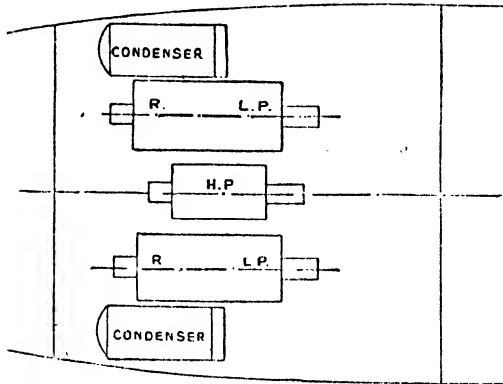 CONDENSER
R. L.P.
H.P
R L P.
CONDENSER